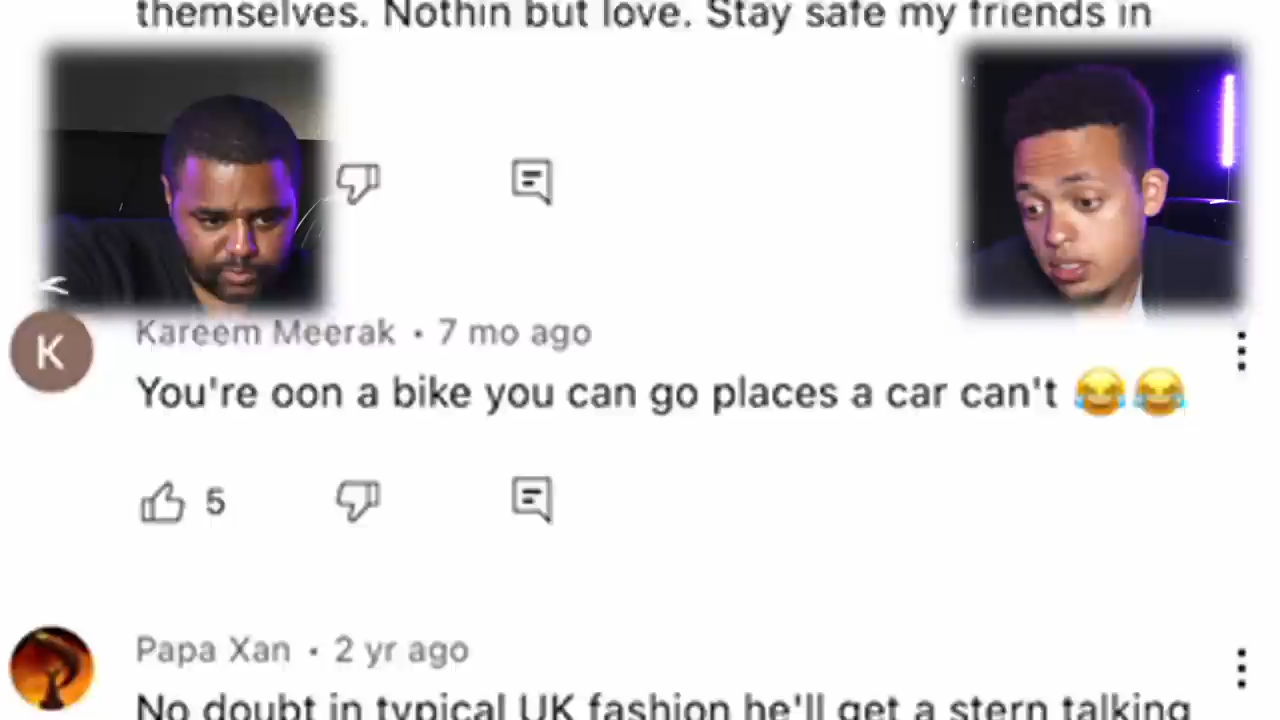 themselves. Nothin but love. Stay safe my friends in
Kareem Meerak • 7 mo ago
K
You're oon a bike you can go places a car can't 😂😂
5
Papa Xan • 2 yr ago
No doubt in typical UK fashion he'll get a stern talking